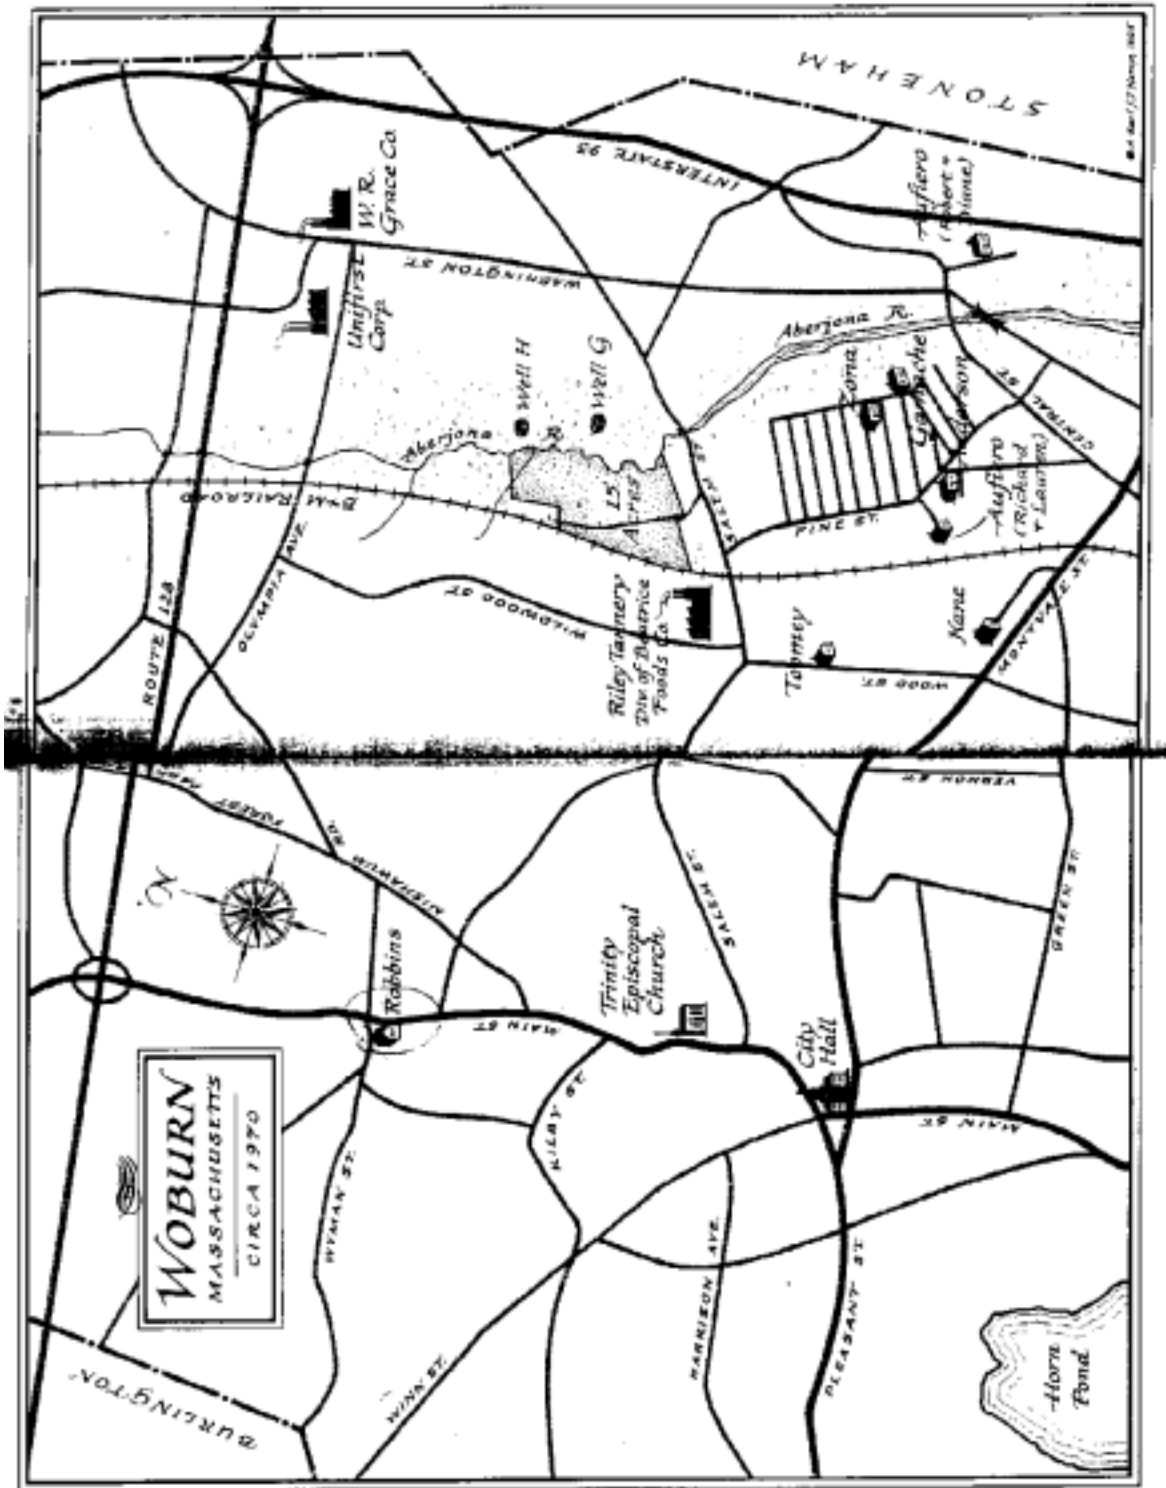 WOBURN
MASSACHUSETTS
CIRCA 1970
BURLINGTON
STONEHAM
N.
ROUTE 128
INTERSTATE 93
W. R.
Grace Co.
Unifirst
Corp.
WASHINGTON ST.
OLYMPIA AVE.
B&M RAILROAD
Aberjona R.
Well H
Well G
15
Acres
Aberjona R.
SALEM ST.
WILDWOOD ST.
Riley Tannery
Div of Beatrice
Foods Co.
PINE ST.
Zona
Gamache
Aufiero
(Robert +
Diane)
Aufiero
(Richard
+ Lauren)
CENTRAL ST.
Toomey
Kane
WOOD ST.
MONTVALE ST.
FOREST PARK
RD.
MISHAWUM
Robbins
MAIN ST.
Trinity
Episcopal
Church
SALEM ST.
City
Hall
VERNON ST.
GREEN ST.
MAIN ST.
KILBY ST.
WYMAN ST.
WINN ST.
HARRISON AVE.
PLEASANT ST.
Horn
Pond